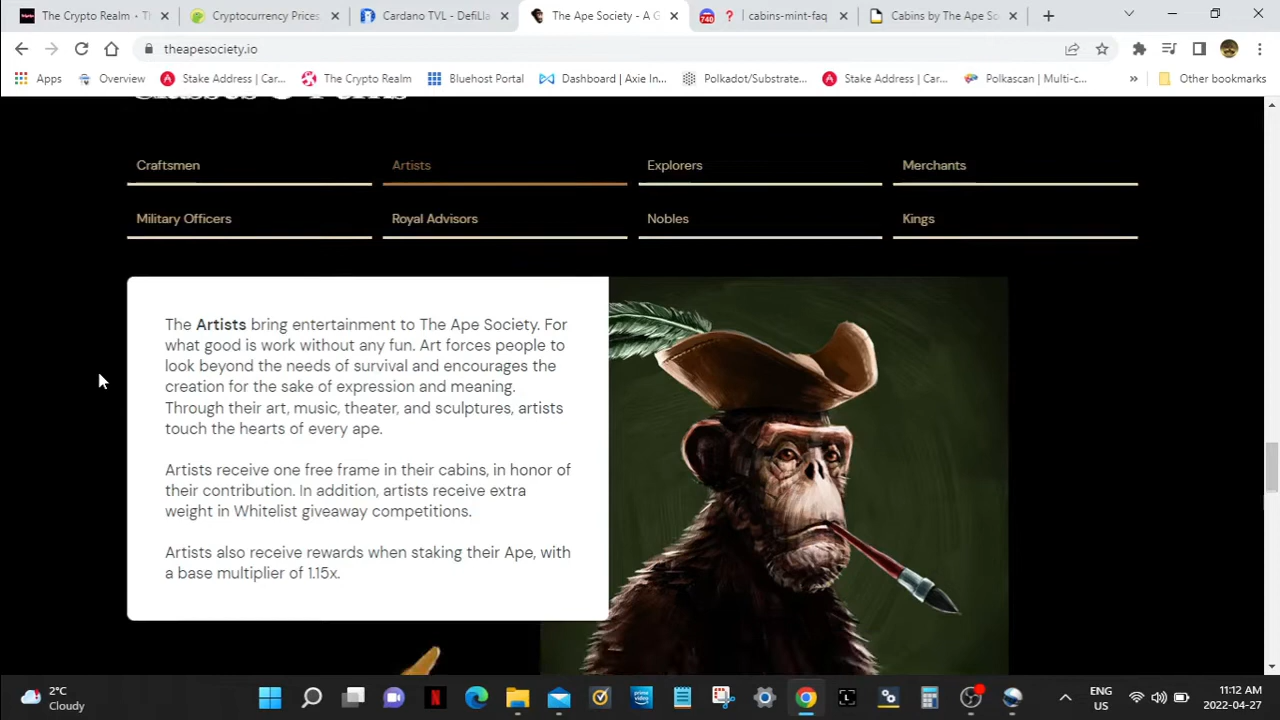 The Crypto Realm - T
Cryptocurrency Prices,
Cardano TVL - DefiLla
The Ape Society - A G
740
cabins-mint-faq
Cabins by The Ape So
theapesociety.io
Apps
Overview
Stake Address | Car...
The Crypto Realm
Bluehost Portal
Dashboard | Axie In...
Polkadot/Substrate...
Stake Address | Car...
Polkascan | Multi-c...
»
Other bookmarks
Craftsmen
Artists
Explorers
Merchants
Military Officers
Royal Advisors
Nobles
Kings
The Artists bring entertainment to The Ape Society. For
what good is work without any fun. Art forces people to
look beyond the needs of survival and encourages the
creation for the sake of expression and meaning.
Through their art, music, theater, and sculptures, artists
touch the hearts of every ape.
Artists receive one free frame in their cabins, in honor of
their contribution. In addition, artists receive extra
weight in Whitelist giveaway competitions.
Artists also receive rewards when staking their Ape, with
a base multiplier of 1.15x.
2°C
Cloudy
prime video
ENG
US
11:12 AM
2022-08-27